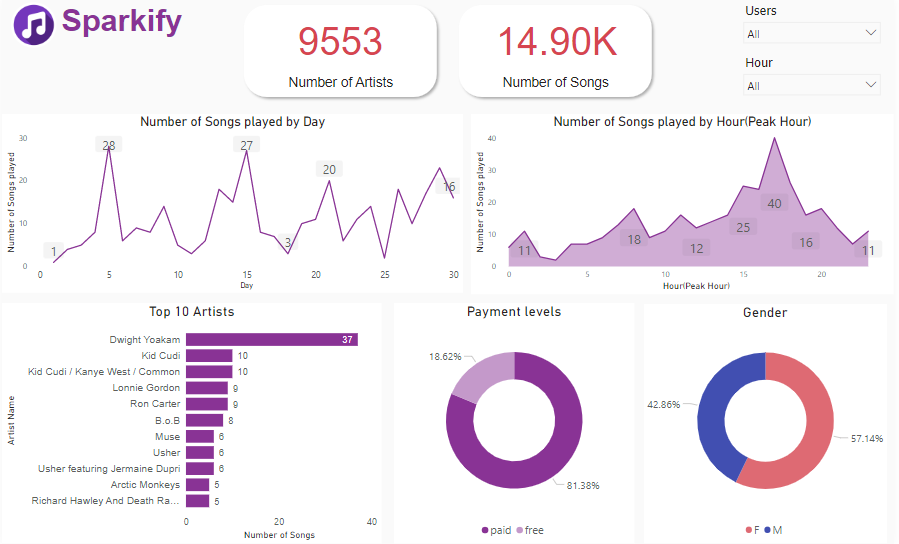 Sparkify
9553
Number of Artists
14.90K
Number of Songs
Users
All
Hour
All
Number of Songs played by Day
Number of Songs played
30
20
10
0
1
28
27
3
20
16
0 5 10 15 20 25 30
Day
Number of Songs played by Hour(Peak Hour)
Number of Songs played
40
30
20
10
0
11
18
12
25
40
16
11
0 5 10 15 20
Hour(Peak Hour)
Top 10 Artists
Artist Name
Dwight Yoakam 37
Kid Cudi 10
Kid Cudi / Kanye West / Common 10
Lonnie Gordon 9
Ron Carter 9
B.o.B 8
Muse 6
Usher 6
Usher featuring Jermaine Dupri 6
Arctic Monkeys 5
Richard Hawley And Death Ra... 5
0 20 40
Number of Songs
Payment levels
18.62%
81.38%
paid free
Gender
42.86%
57.14%
F M